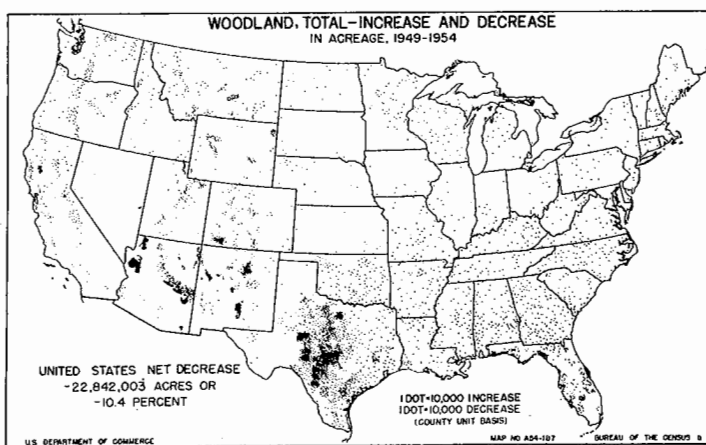 WOODLAND, TOTAL-INCREASE AND DECREASE
IN ACREAGE, 1949-1954
UNITED STATES NET DECREASE
-22,842,003 ACRES OR
-10.4 PERCENT
1 DOT=10,000 INCREASE
1 DOT=10,000 DECREASE
(COUNTY UNIT BASIS)
U.S. DEPARTMENT OF COMMERCE
MAP NO A54-187
BUREAU OF THE CENSUS